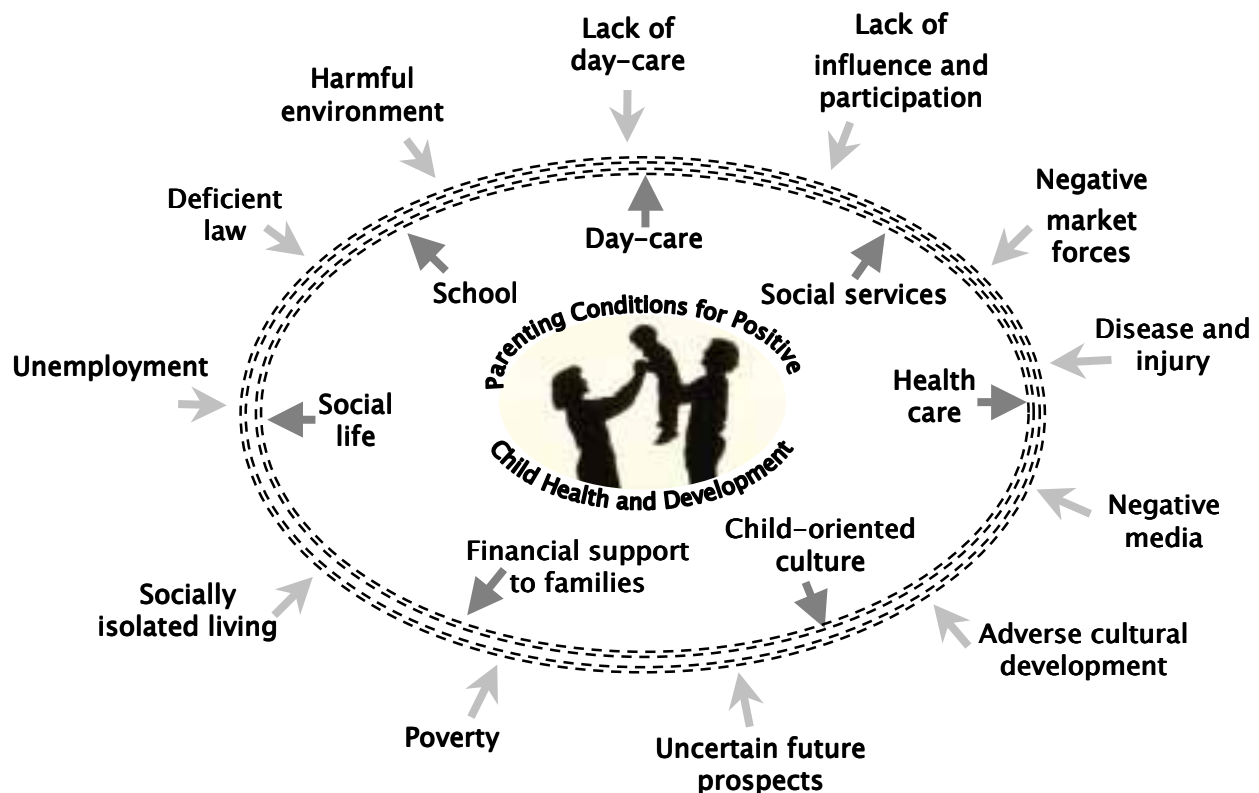 Lack of
day-care
Lack of
influence and
participation
Harmful
environment
Negative
market
forces
Deficient
law
Day-care
School
Social services
Parenting Conditions for Positive
Disease and
injury
Unemployment
Health
care
Social
life
Child Health and Development
Negative
media
Child-oriented
culture
Financial support
to families
Socially
isolated living
Adverse cultural
development
Poverty
Uncertain future
prospects